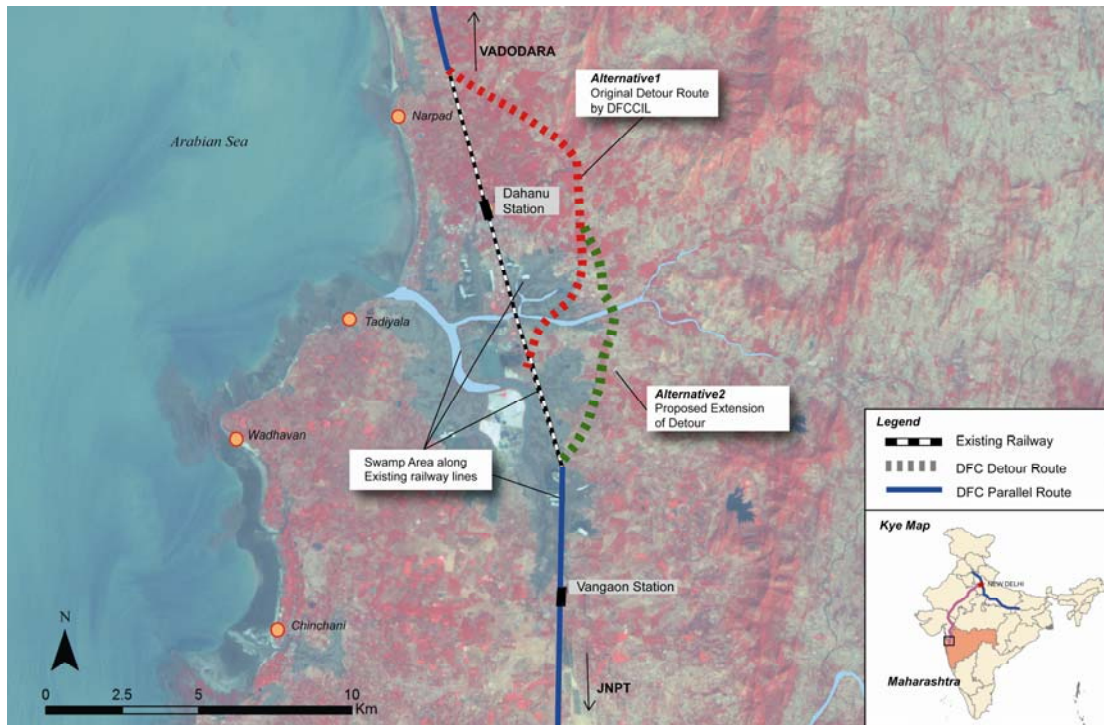 VADODARA
Alternative1
Original Detour Route
by DFCCIL
Narpad
Arabian Sea
Dahanu
Station
Tadiyala
Alternative2
Proposed Extension
of Detour
Wadhavan
Swamp Area along
Existing railway lines
Legend
Existing Railway
DFC Detour Route
DFC Parallel Route
Kye Map
NEW DELHI
Maharashtra
Vangaon Station
Chinchani
N
JNPT
0 2.5 5 10
Km